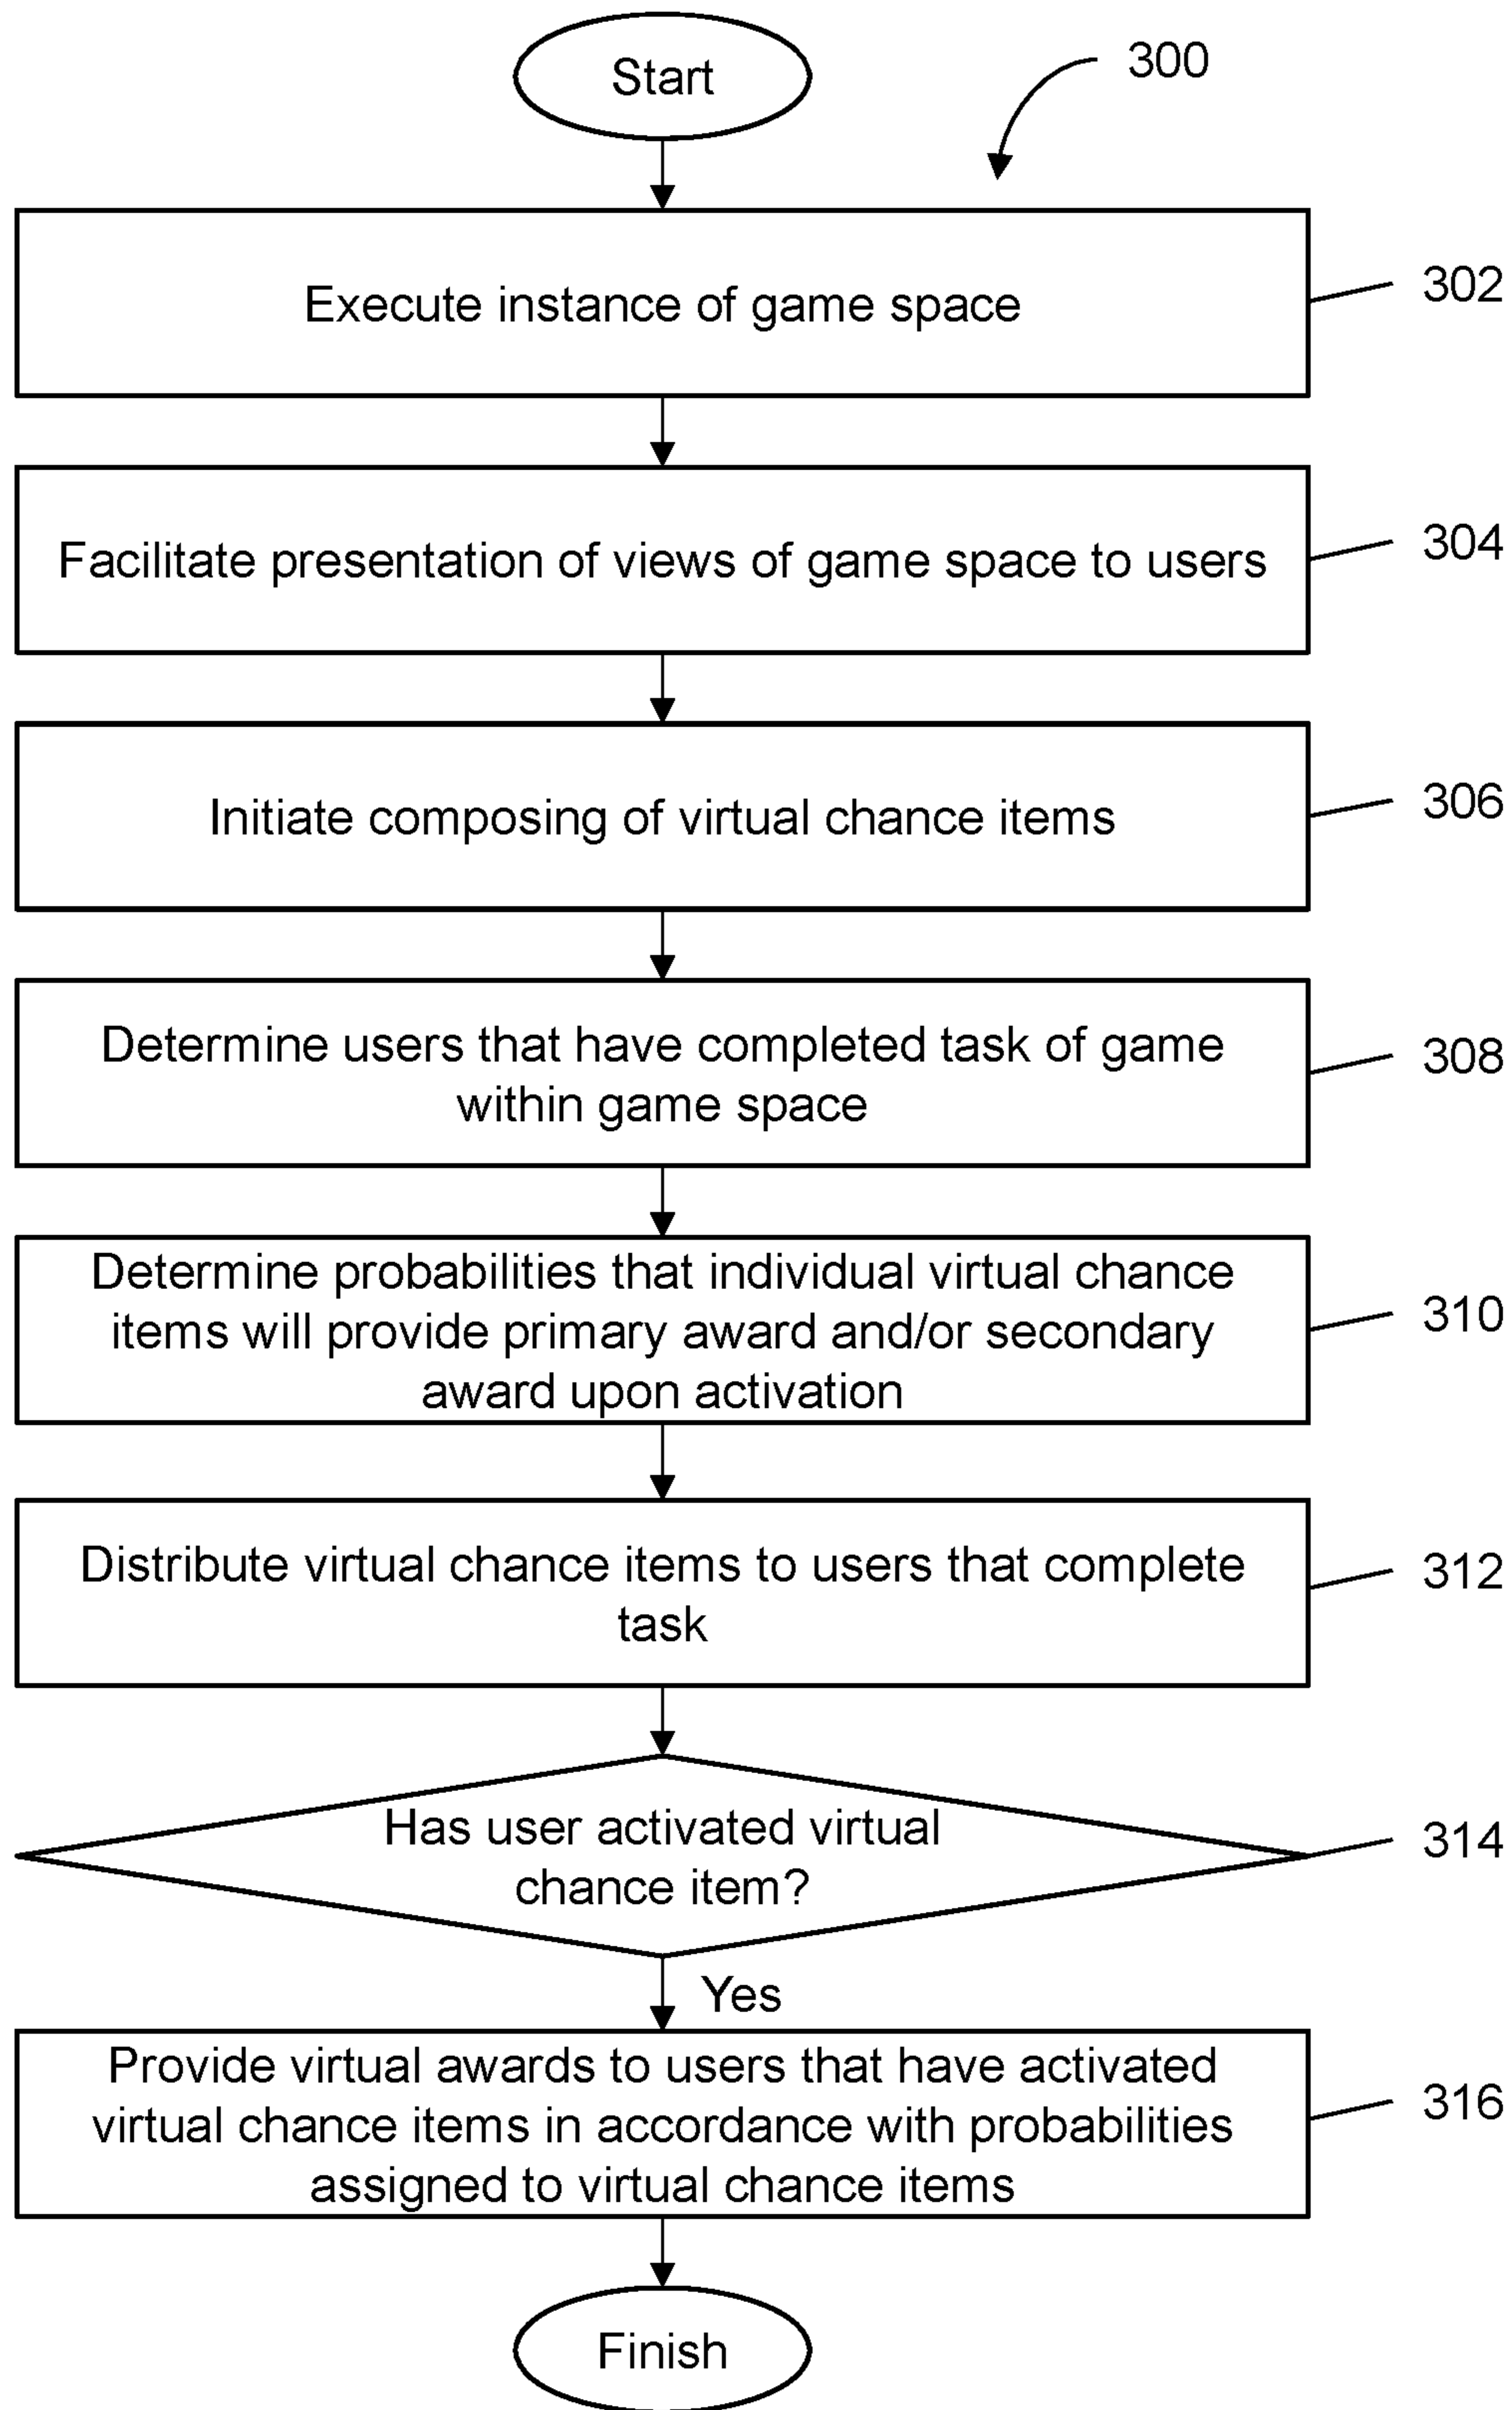 Start
300
Execute instance of game space
302
Facilitate presentation of views of game space to users
304
Initiate composing of virtual chance items
306
Determine users that have completed task of game
within game space
308
Determine probabilities that individual virtual chance
items will provide primary award and/or secondary
award upon activation
310
Distribute virtual chance items to users that complete
task
312
Has user activated virtual
chance item?
314
Yes
Provide virtual awards to users that have activated
virtual chance items in accordance with probabilities
assigned to virtual chance items
316
Finish